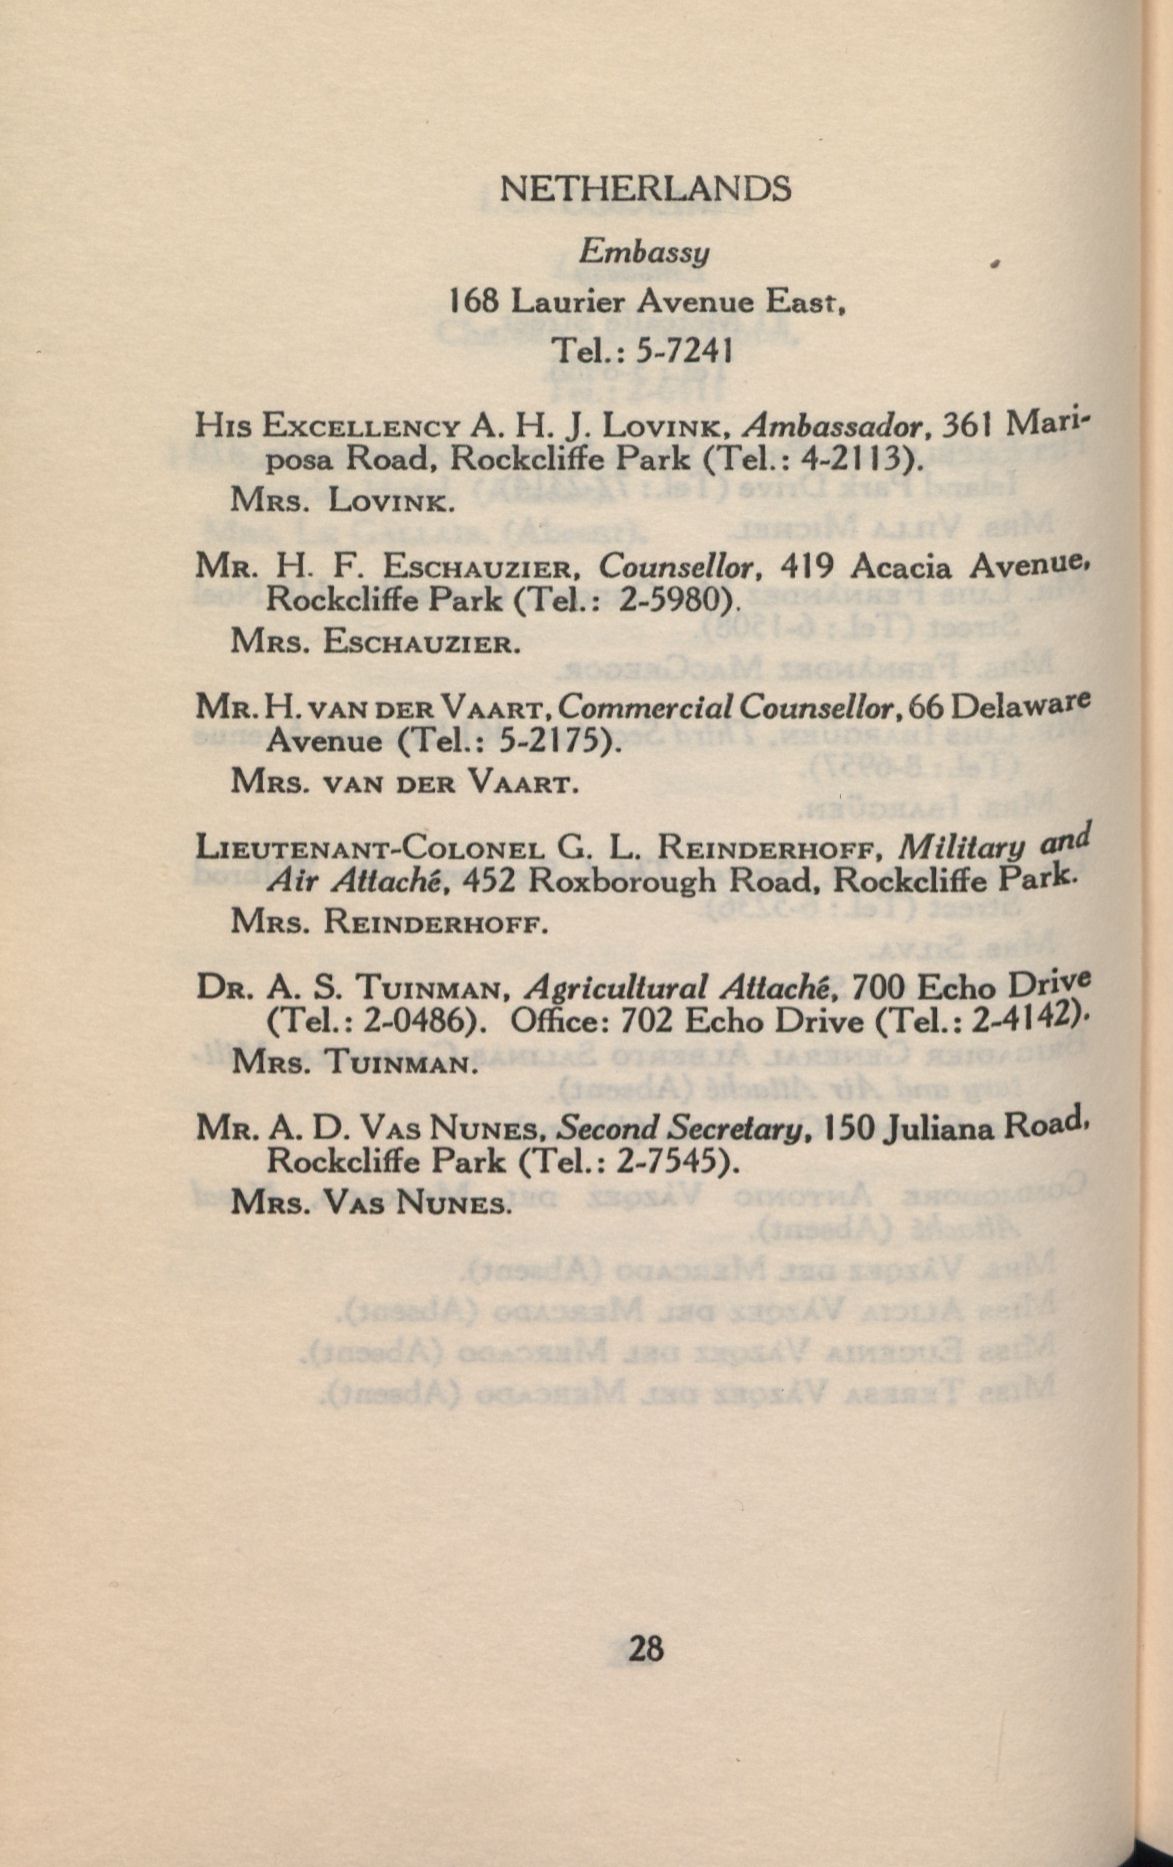 NETHERLANDS
Embassy
168 Laurier Avenue East,
Tel.: 5-7241
HIS EXCELLENCY A. H. J. LOVINK, Ambassador, 361 Mari-
posa Road, Rockcliffe Park (Tel.: 4-2113).
MRS. LOVINK.
MR. H. F. ESCHAUZIER, Counsellor, 419 Acacia Avenue,
Rockcliffe Park (Tel.: 2-5980).
MRS. ESCHAUZIER.
MR. H. VAN DER VAART, Commercial Counsellor, 66 Delaware
Avenue (Tel.: 5-2175).
MRS. VAN DER VAART.
LIEUTENANT-COLONEL G. L. REINDERHOFF, Military and
Air Attaché, 452 Roxborough Road, Rockcliffe Park.
MRS. REINDERHOFF.
DR. A. S. TUINMAN, Agricultural Attaché, 700 Echo Drive
(Tel.: 2-0486). Office: 702 Echo Drive (Tel.: 2-4142).
MRS. TUINMAN.
MR. A. D. VAS NUNES, Second Secretary, 150 Juliana Road,
Rockcliffe Park (Tel.: 2-7545).
MRS. VAS NUNES.
28